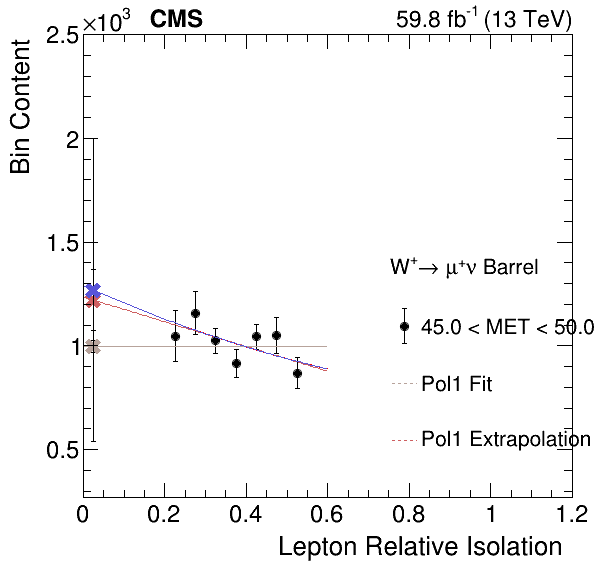 CMS 59.8 fb⁻¹ (13 TeV)
×10³
2.5
2
1.5
1
0.5
Bin Content
W⁺→ μ⁺ν Barrel
45.0 < MET < 50.0
Pol1 Fit
Pol1 Extrapolation
0 0.2 0.4 0.6 0.8 1 1.2
Lepton Relative Isolation